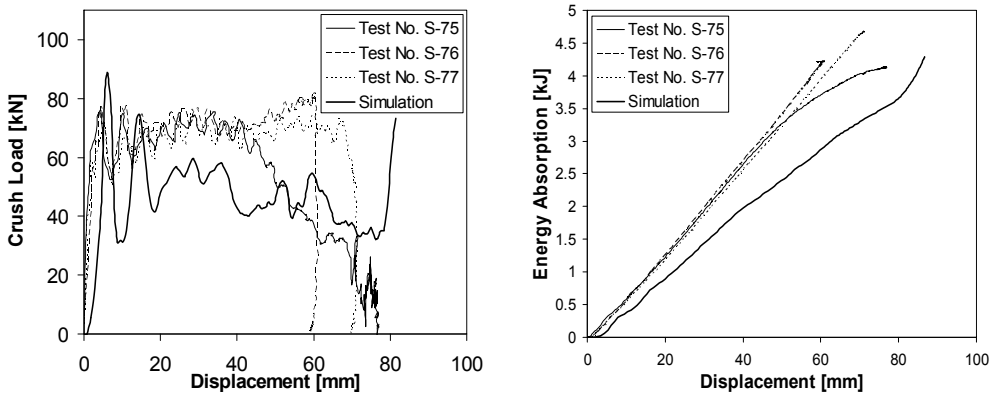 100
80
60
40
20
0
0
20
40
60
80
100
Crush Load [kN]
Displacement [mm]
Test No. S-75
Test No. S-76
Test No. S-77
Simulation
5
4.5
4
3.5
3
2.5
2
1.5
1
0.5
0
0
20
40
60
80
100
Energy Absorption [kJ]
Displacement [mm]
Test No. S-75
Test No. S-76
Test No. S-77
Simulation